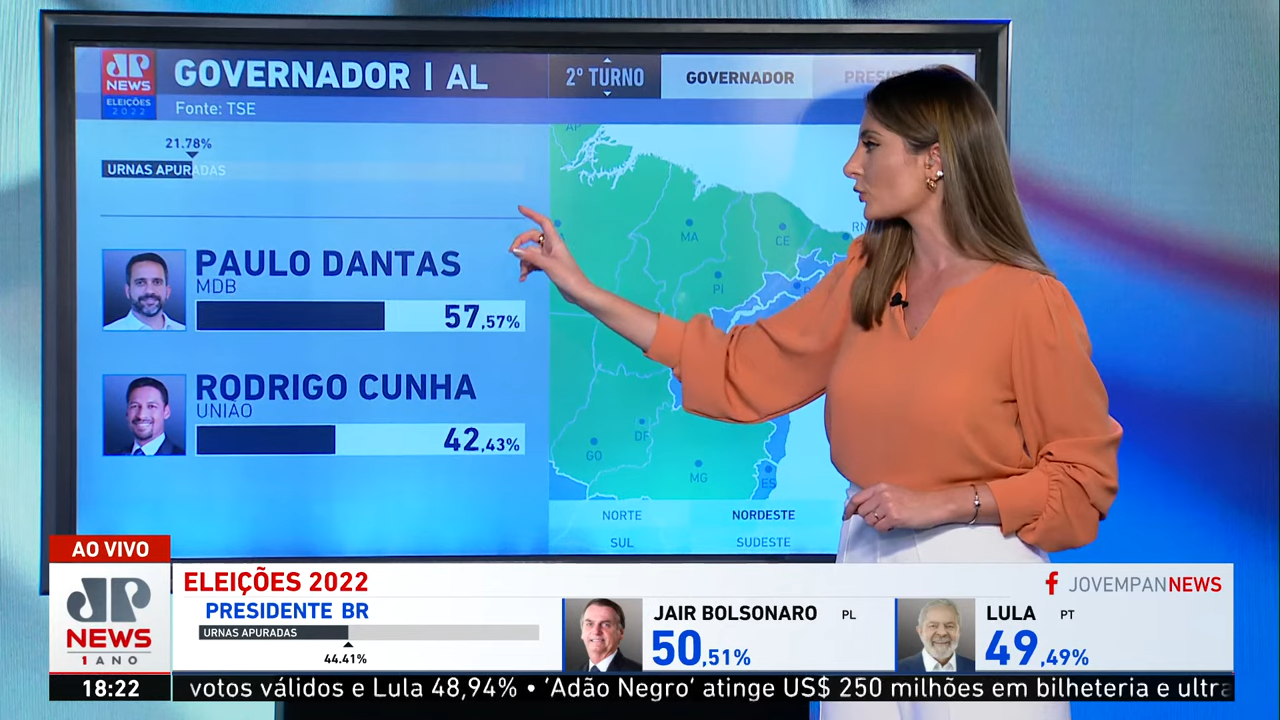 JP
NEWS
ELEIÇÕES
2022
GOVERNADOR | AL
Fonte: TSE
2º TURNO
GOVERNADOR
21.78%
URNAS APURADAS
PAULO DANTAS
MDB
57,57%
RODRIGO CUNHA
UNIÃO
42,43%
AP
MA
CE
RN
PI
DF
GO
MG
ES
NORTE
NORDESTE
SUL
SUDESTE
AO VIVO
JP
NEWS
1 ANO
18:22
ELEIÇÕES 2022
JOVEMPANNEWS
PRESIDENTE BR
URNAS APURADAS
44.41%
JAIR BOLSONARO PL
50,51%
LULA PT
49,49%
votos válidos e Lula 48,94% • 'Adão Negro' atinge US$ 250 milhões em bilheteria e ultra